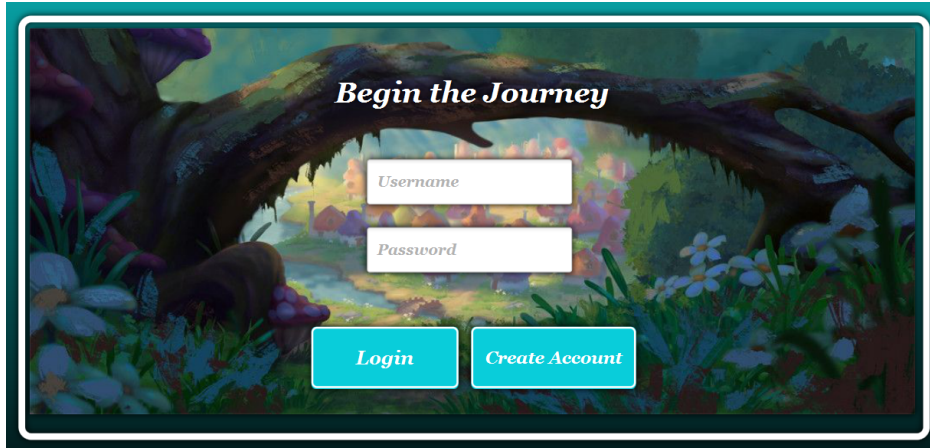 Begin the Journey
Username
Password
Login
Create Account